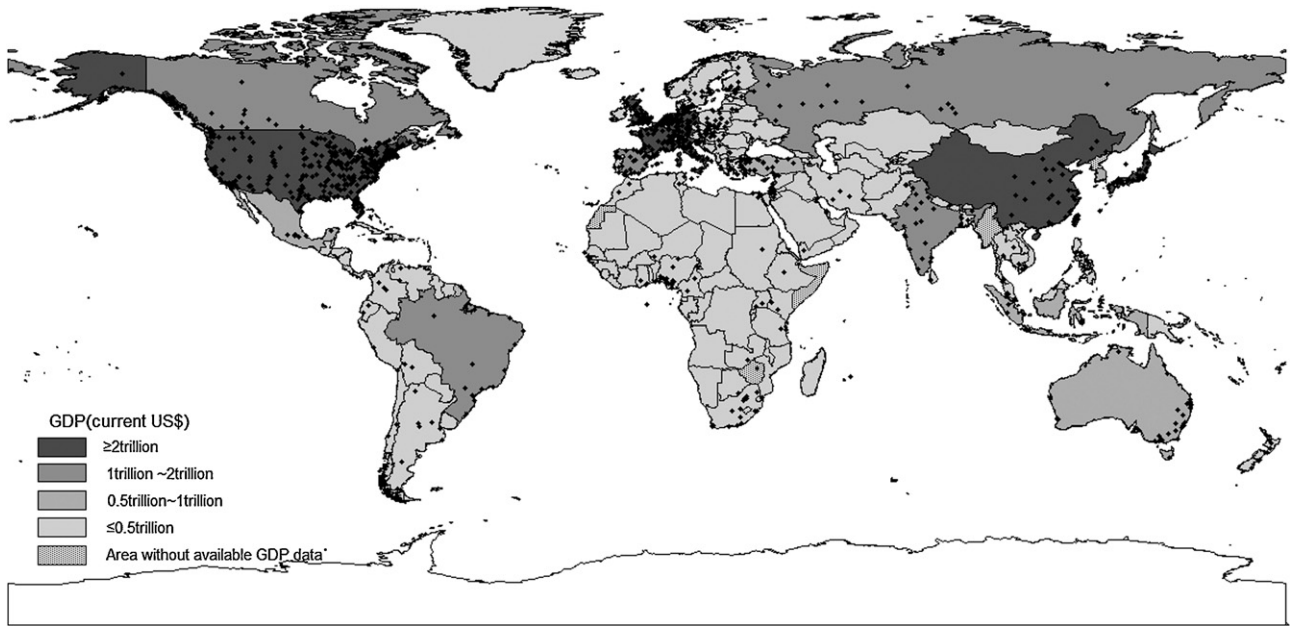 GDP(current US$)
≥2trillion
1trillion ~2trillion
0.5trillion~1trillion
≤0.5trillion
Area without available GDP data*